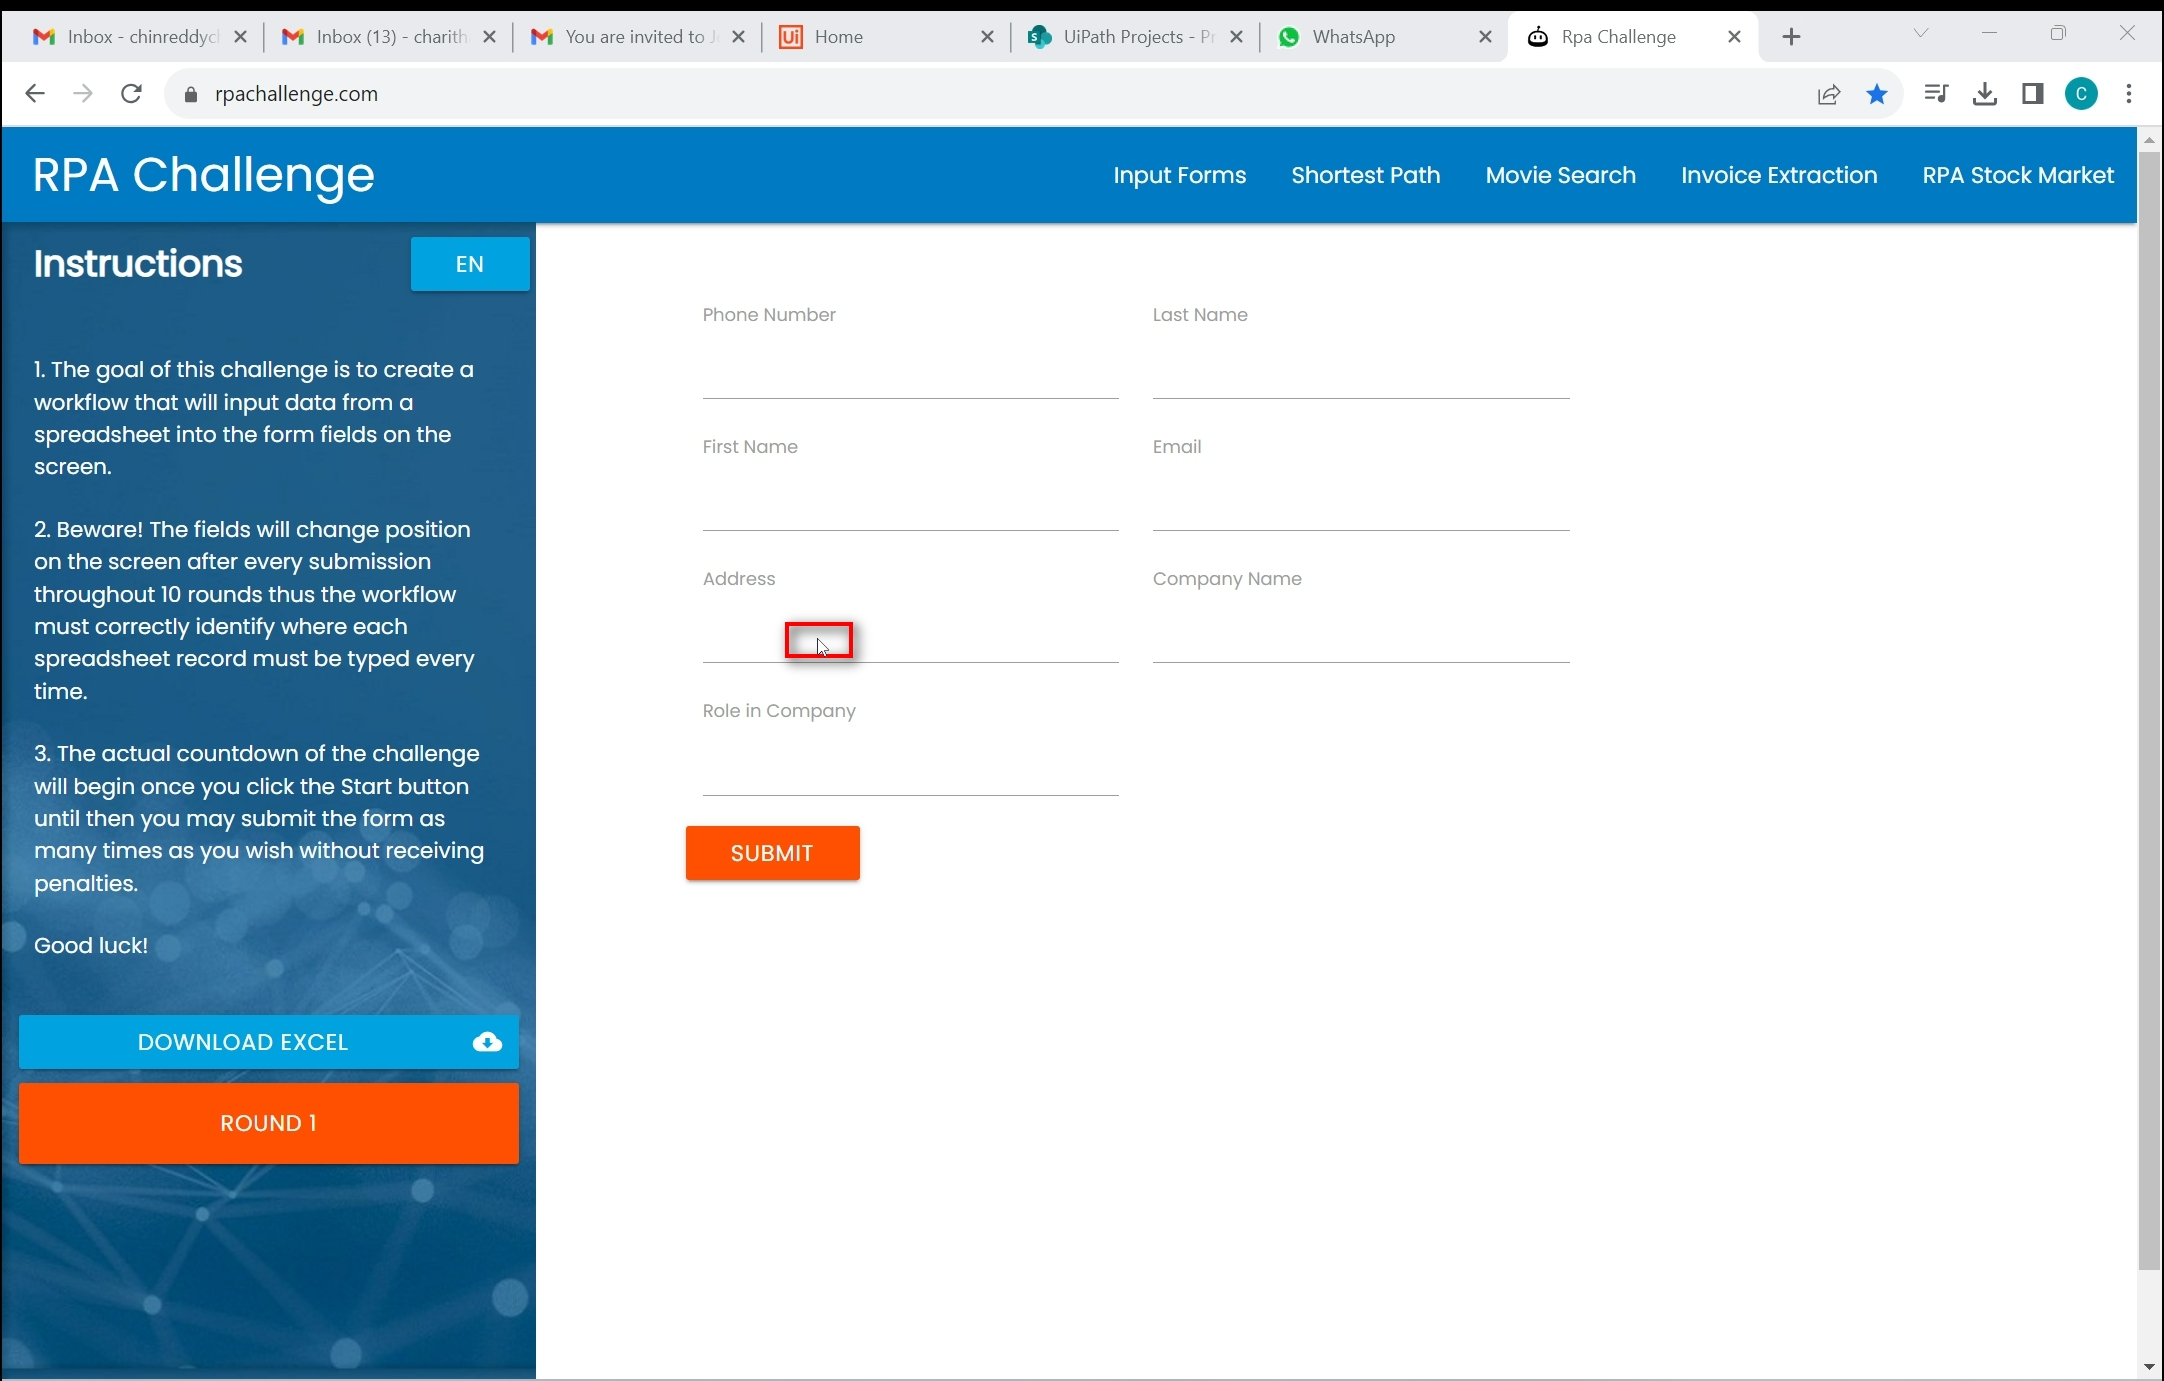 Inbox - chinreddyc
Inbox (13) - charith
You are invited to J
Ui Home
UiPath Projects - Pr
WhatsApp
Rpa Challenge
rpachallenge.com
C
RPA Challenge
Input Forms
Shortest Path
Movie Search
Invoice Extraction
RPA Stock Market
Instructions
EN
1. The goal of this challenge is to create a
workflow that will input data from a
spreadsheet into the form fields on the
screen.
2. Beware! The fields will change position
on the screen after every submission
throughout 10 rounds thus the workflow
must correctly identify where each
spreadsheet record must be typed every
time.
3. The actual countdown of the challenge
will begin once you click the Start button
until then you may submit the form as
many times as you wish without receiving
penalties.
Good luck!
DOWNLOAD EXCEL
ROUND 1
Phone Number
Last Name
First Name
Email
Address
Company Name
Role in Company
SUBMIT